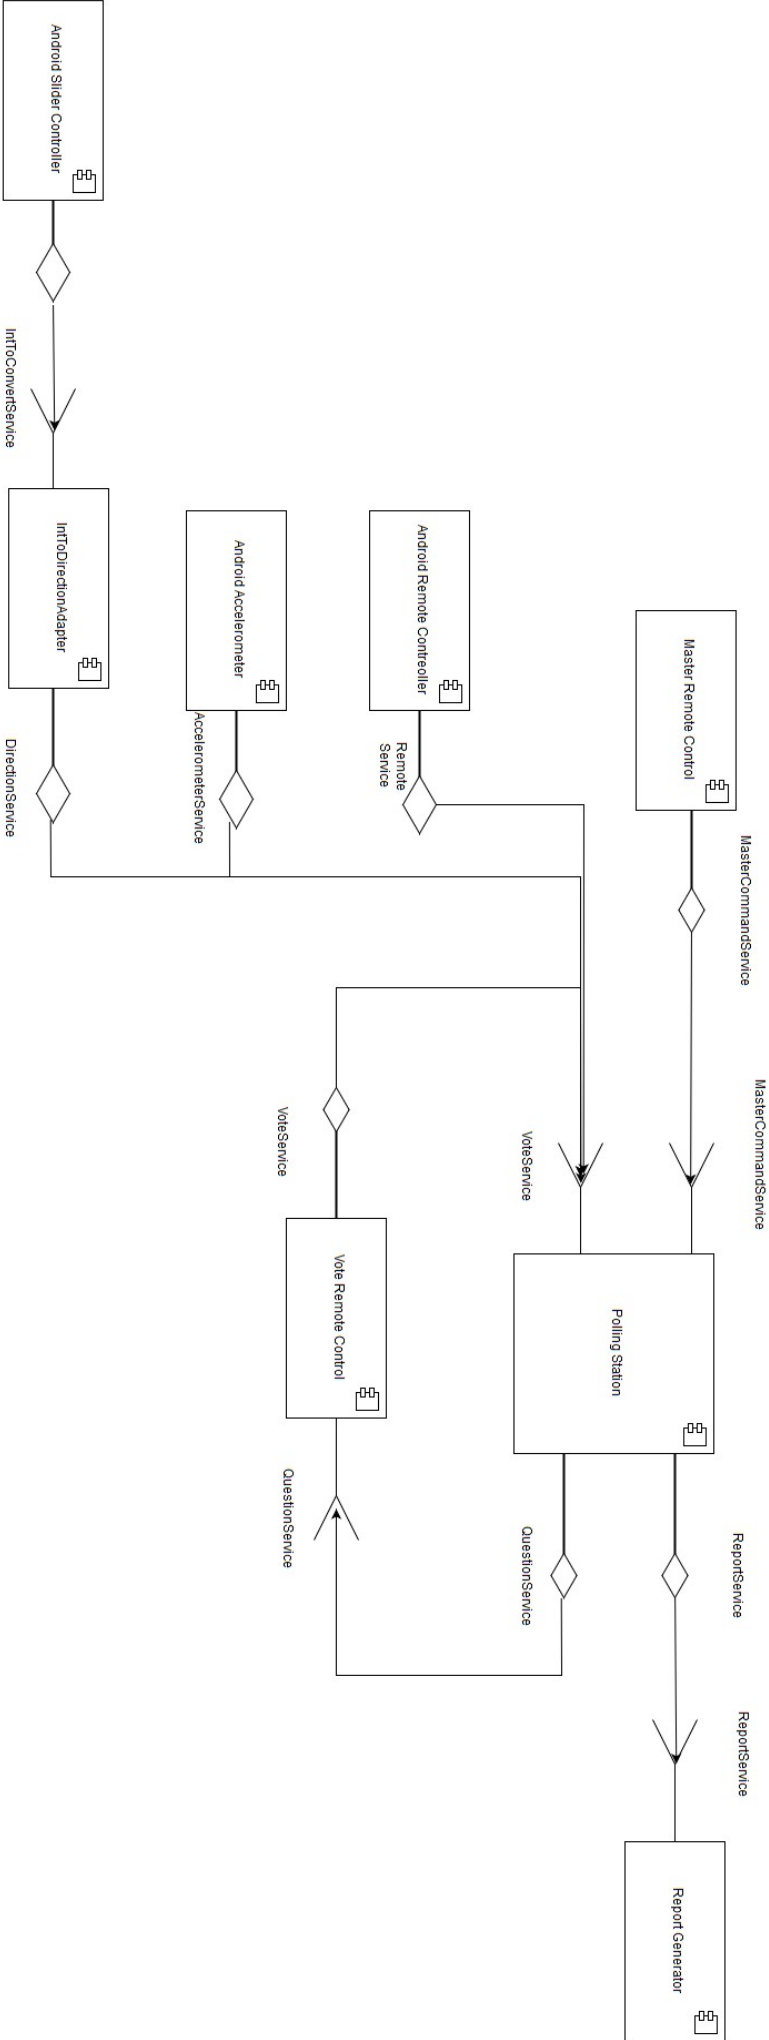 MasterCommandService
MasterCommandService
ReportService
ReportService
Master Remote Control
Report Generator
Polling Station
VoteService
QuestionService
Android Remote Contreoller
Remote
Service
Vote Remote Control
VoteService
QuestionService
Android Accelerometer
AccelerometerService
Android Slider Controller
IntToDirectionAdapter
IntToConvertService
DirectionService